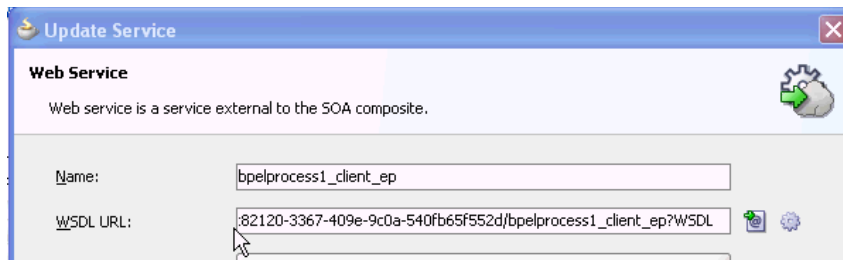 Update Service
Web Service
Web service is a service external to the SOA composite.
Name: bpelprocess1_client_ep
WSDL URL: :82120-3367-409e-9c0a-540fb65f552d/bpelprocess1_client_ep?WSDL